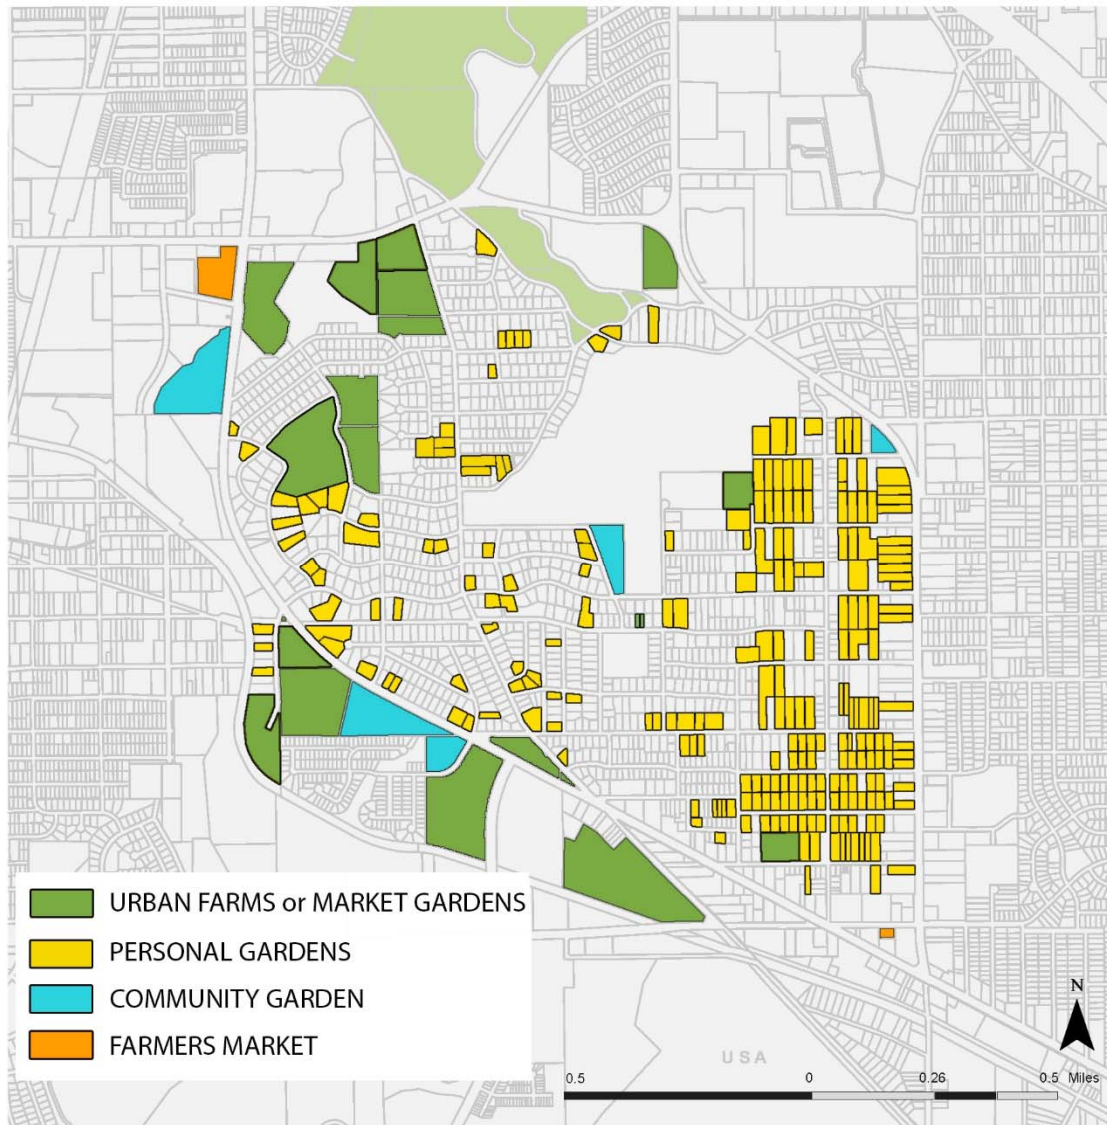 URBAN FARMS or MARKET GARDENS
PERSONAL GARDENS
COMMUNITY GARDEN
FARMERS MARKET
N
USA
0.5 0 0.26 0.5 Miles